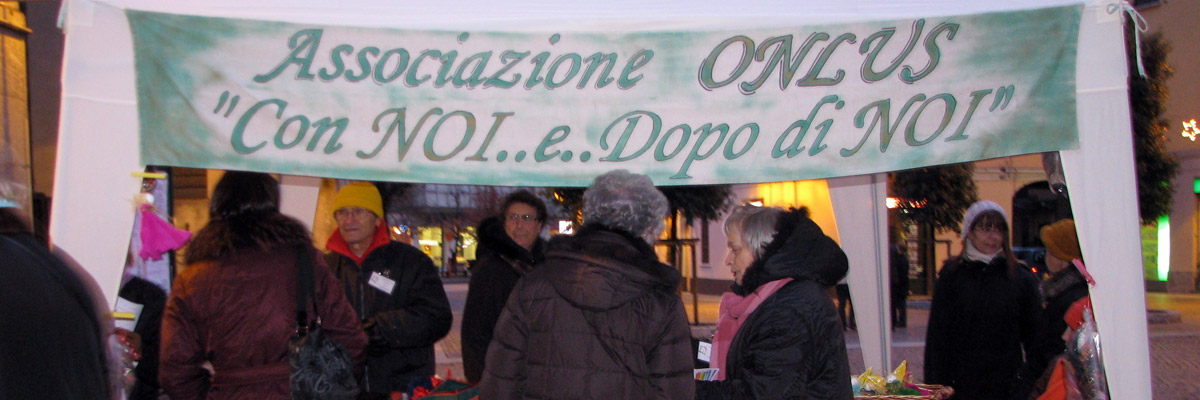 Associazione ONLUS
"Con NOI..e..Dopo di NOI"